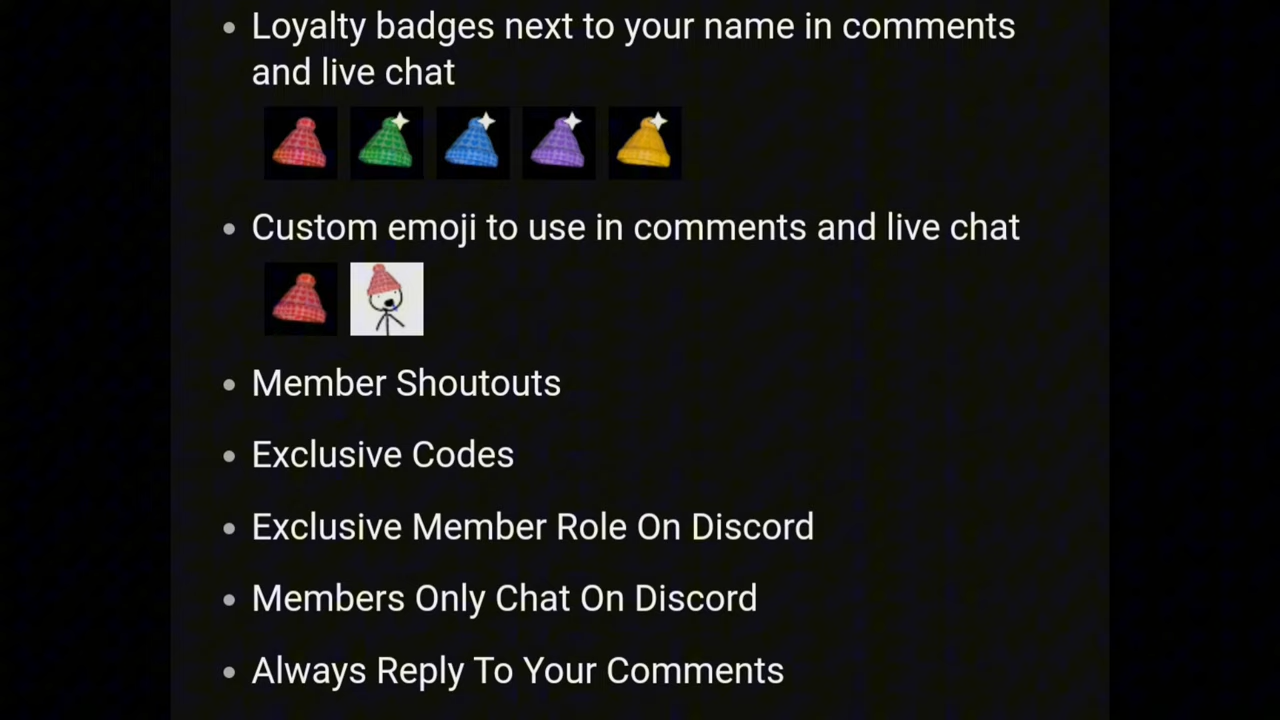 Loyalty badges next to your name in comments
and live chat
Custom emoji to use in comments and live chat
Member Shoutouts
Exclusive Codes
Exclusive Member Role On Discord
Members Only Chat On Discord
Always Reply To Your Comments